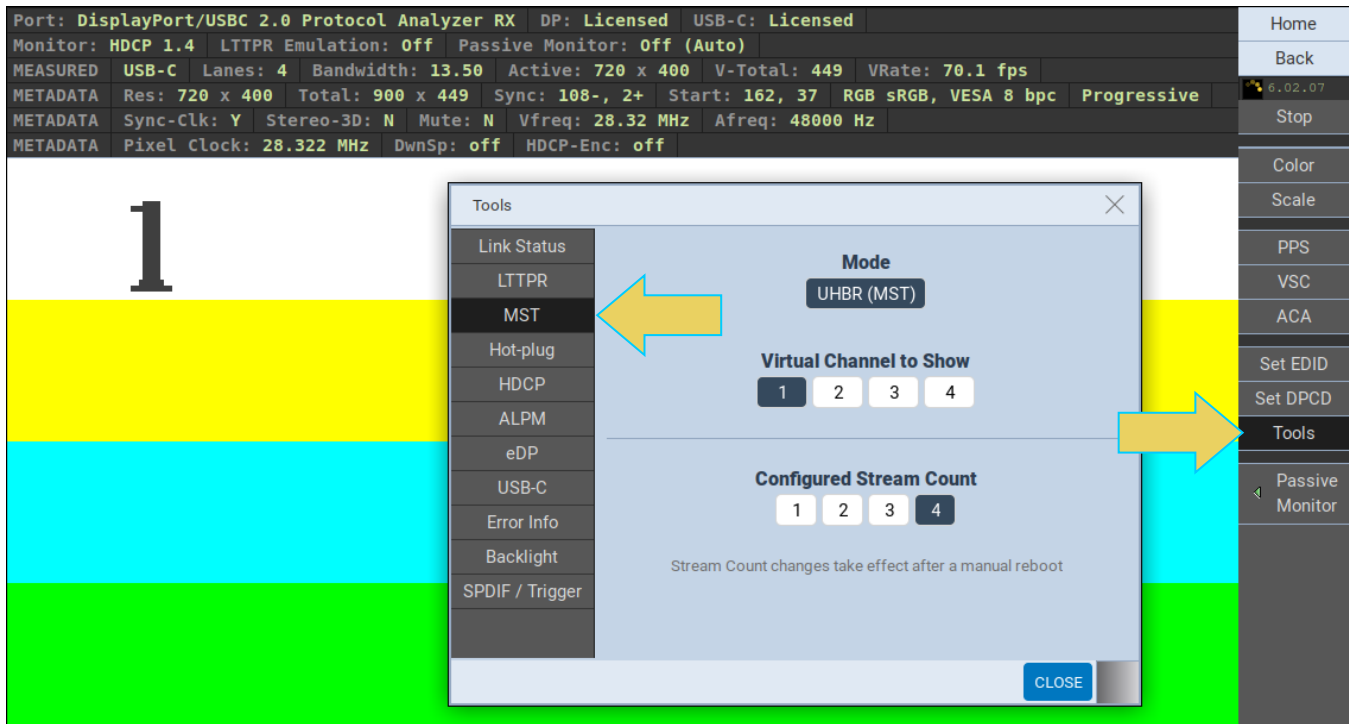 Port: DisplayPort/USBC 2.0 Protocol Analyzer RX DP: Licensed USB-C: Licensed
Monitor: HDCP 1.4 LTTPR Emulation: Off Passive Monitor: Off (Auto)
MEASURED USB-C Lanes: 4 Bandwidth: 13.50 Active: 720 x 400 V-Total: 449 VRate: 70.1 fps
METADATA Res: 720 x 400 Total: 900 x 449 Sync: 108-, 2+ Start: 162, 37 RGB sRGB, VESA 8 bpc Progressive
METADATA Sync-Clk: Y Stereo-3D: N Mute: N Vfreq: 28.32 MHz Afreq: 48000 Hz
METADATA Pixel Clock: 28.322 MHz DwnSp: off HDCP-Enc: off
1
Tools
Link Status
LTTPR
MST
Hot-plug
HDCP
ALPM
eDP
USB-C
Error Info
Backlight
SPDIF / Trigger
Mode
UHBR (MST)
Virtual Channel to Show
1 2 3 4
Configured Stream Count
1 2 3 4
Stream Count changes take effect after a manual reboot
CLOSE
Home
Back
6.02.07
Stop
Color
Scale
PPS
VSC
ACA
Set EDID
Set DPCD
Tools
Passive
Monitor